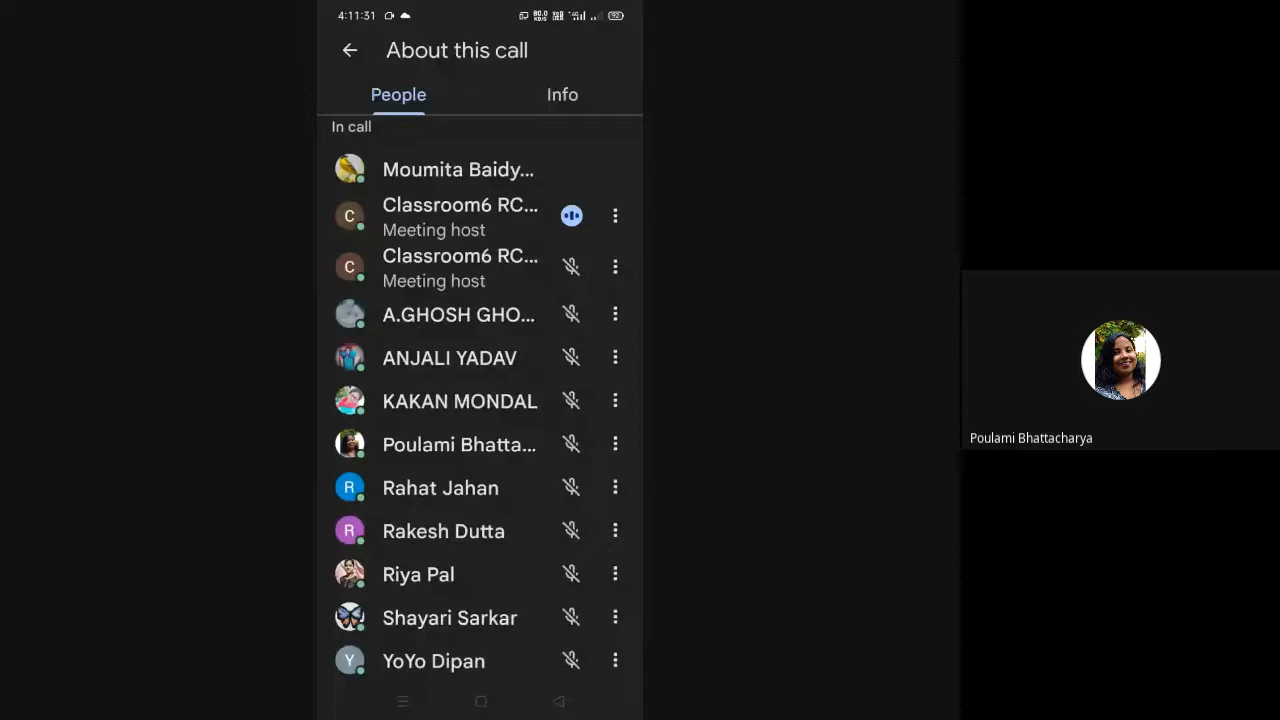 4:11:31
About this call
People Info
In call
Moumita Baidy...
C Classroom6 RC...
Meeting host
C Classroom6 RC...
Meeting host
A.GHOSH GHO...
ANJALI YADAV
KAKAN MONDAL
Poulami Bhatta...
R Rahat Jahan
R Rakesh Dutta
Riya Pal
Shayari Sarkar
Y YoYo Dipan
Poulami Bhattacharya